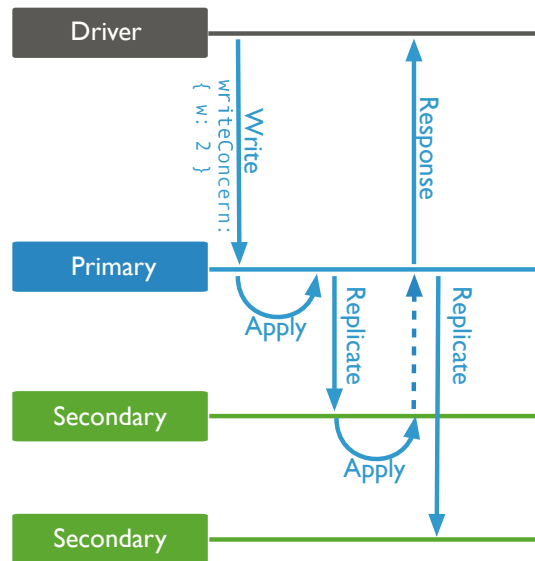 Driver
Write
writeConcern:
{ w: 2 }
Response
Primary
Apply
Replicate
Replicate
Secondary
Apply
Secondary